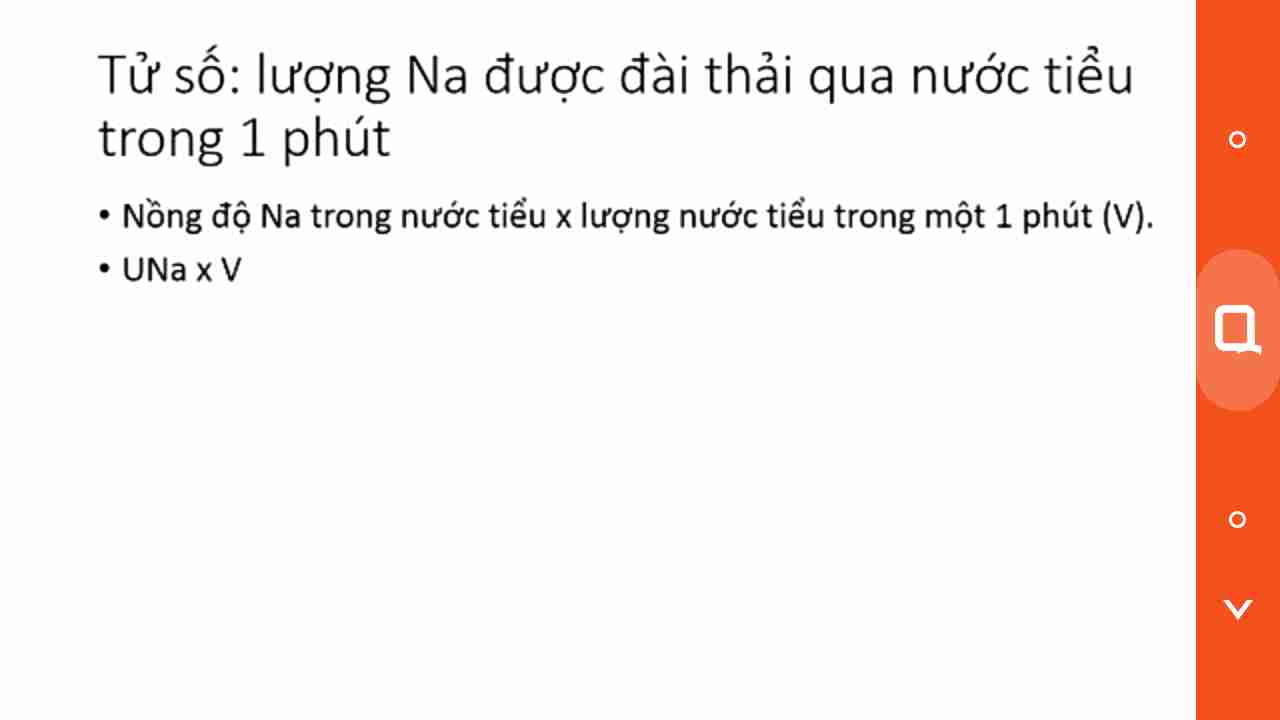 Tử số: lượng Na được đài thải qua nước tiểu
trong 1 phút
• Nồng độ Na trong nước tiểu x lượng nước tiểu trong một 1 phút (V).
• UNa x V